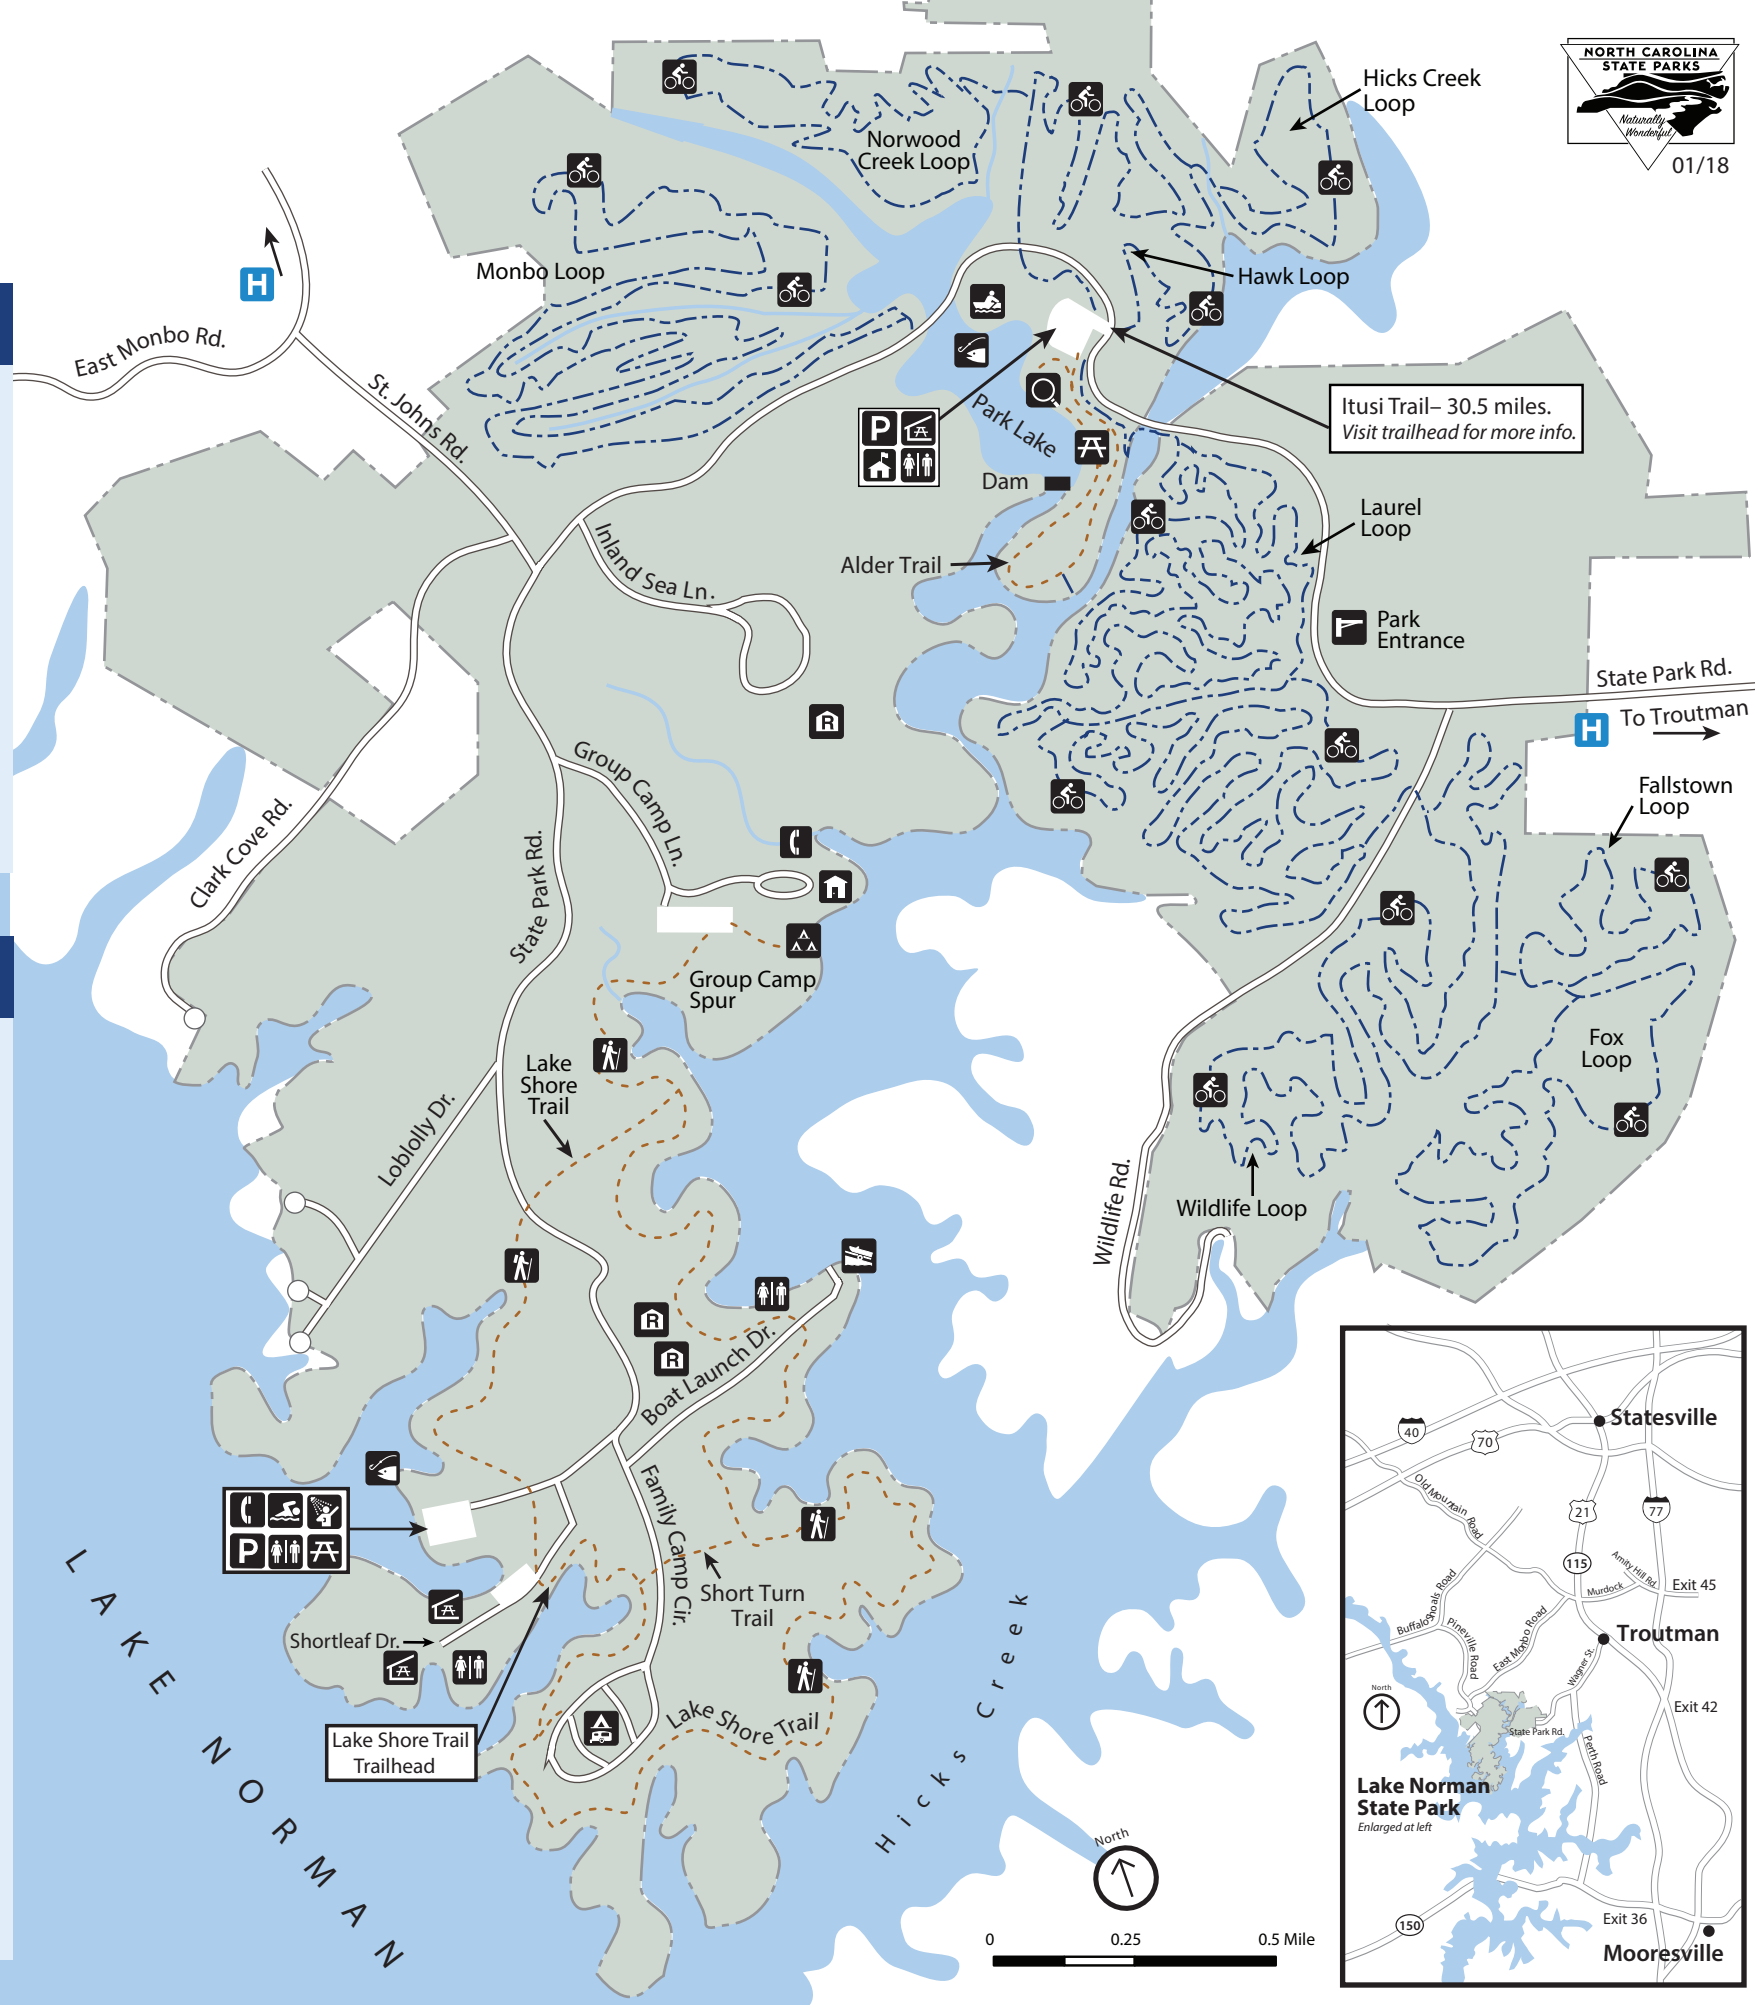 NORTH CAROLINA
STATE PARKS
Naturally
Wonderful
01/18
Hicks Creek
Loop
Norwood
Creek Loop
Monbo Loop
Hawk Loop
H
East Monbo Rd.
St. Johns Rd.
Itusi Trail– 30.5 miles.
Visit trailhead for more info.
Park Lake
P
Dam
Laurel
Loop
Inland Sea Ln.
Alder Trail
Park
Entrance
State Park Rd.
H
To Troutman
R
Group Camp Ln.
Fallstown
Loop
Clark Cove Rd.
State Park Rd.
Group Camp
Spur
Fox
Loop
Lake
Shore
Trail
Loblolly Dr.
Wildlife Rd.
Wildlife Loop
R
R
Boat Launch Dr.
Family Camp Cir.
P
Short Turn
Trail
Shortleaf Dr.
Lake Shore Trail
Lake Shore Trail
Trailhead
LAKE NORMAN
Hicks Creek
North
0 0.25 0.5 Mile
Statesville
40
70
Old Mountain Road
21
77
115
Amity Hill Rd.
Murdock
Exit 45
Buffalo Shoals Road
Pineville Road
East Monbo Road
Troutman
Wagner St.
North
Exit 42
State Park Rd.
Perth Road
Lake Norman
State Park
Enlarged at left
150
Exit 36
Mooresville